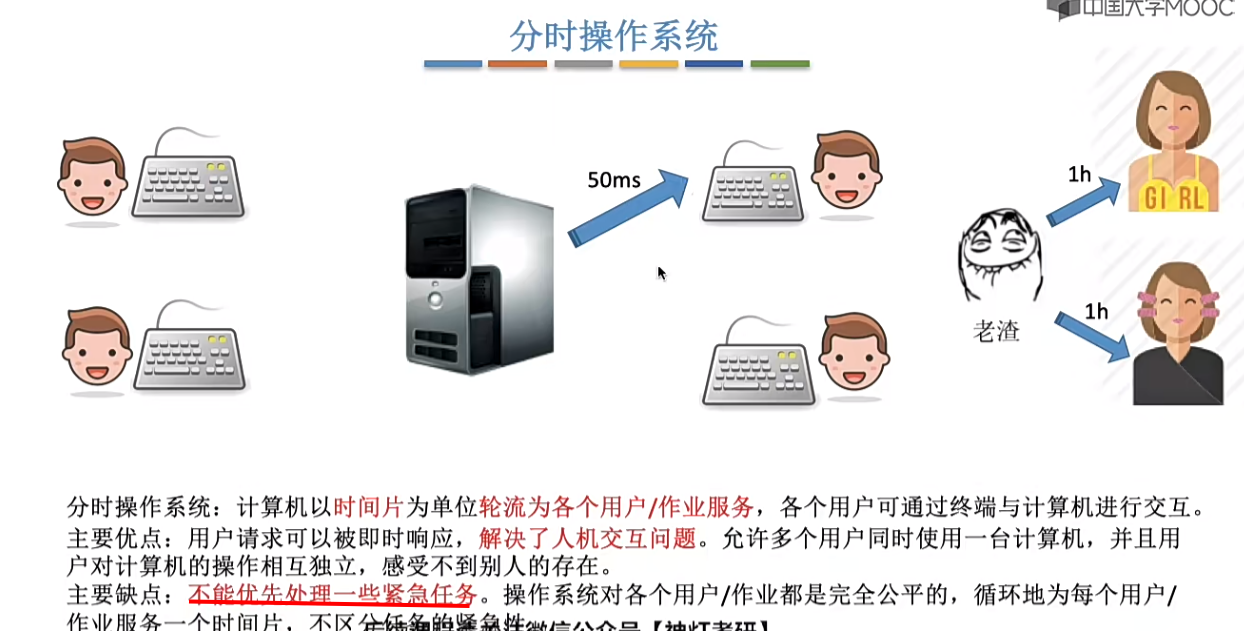 中国大学MOOC
分时操作系统
50ms
1h
GI RL
老渣
1h
分时操作系统：计算机以时间片为单位轮流为各个用户/作业服务，各个用户可通过终端与计算机进行交互。
主要优点：用户请求可以被即时响应，解决了人机交互问题。允许多个用户同时使用一台计算机，并且用
户对计算机的操作相互独立，感受不到别人的存在。
主要缺点：不能优先处理一些紧急任务。操作系统对各个用户/作业都是完全公平的，循环地为每个用户/
作业服务一个时间片，不区分任务的紧急性
微信公众号【神灯考研】